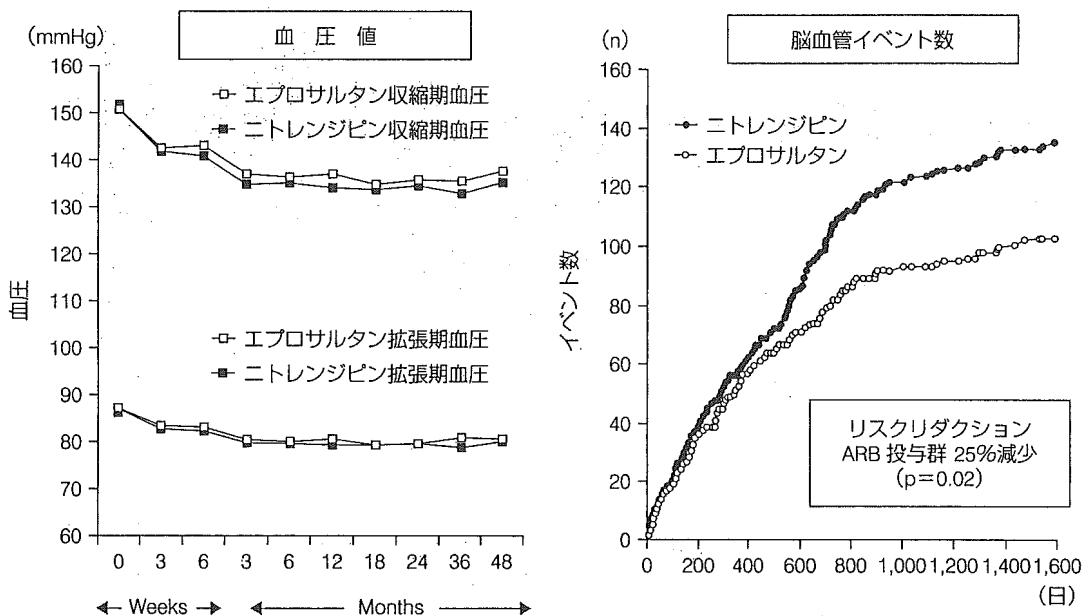 (mmHg)
血 圧 値
160
150
140
130
120
110
100
90
80
70
60
血圧
エプロサルタン収縮期血圧
ニトレンジピン収縮期血圧
エプロサルタン拡張期血圧
ニトレンジピン拡張期血圧
0 3 6 3 6 12 18 24 36 48
Weeks Months
(n)
脳血管イベント数
160
140
120
100
80
60
40
20
0
イベント数
ニトレンジピン
エプロサルタン
リスクリダクション
ARB 投与群 25%減少
(p=0.02)
0 200 400 600 800 1,000 1,200 1,400 1,600
(日)